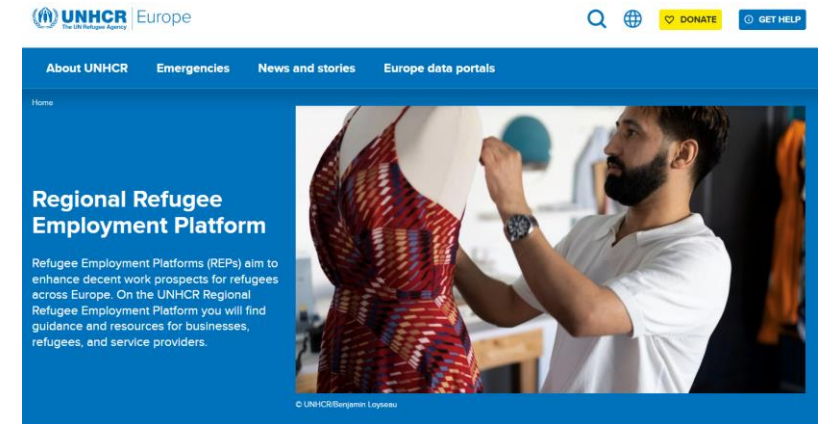 UNHCR
The UN Refugee Agency
Europe
DONATE
GET HELP
About UNHCR
Emergencies
News and stories
Europe data portals
Home
Regional Refugee
Employment Platform
Refugee Employment Platforms (REPs) aim to
enhance decent work prospects for refugees
across Europe. On the UNHCR Regional
Refugee Employment Platform you will find
guidance and resources for businesses,
refugees, and service providers.
© UNHCR/Benjamin Loyseau